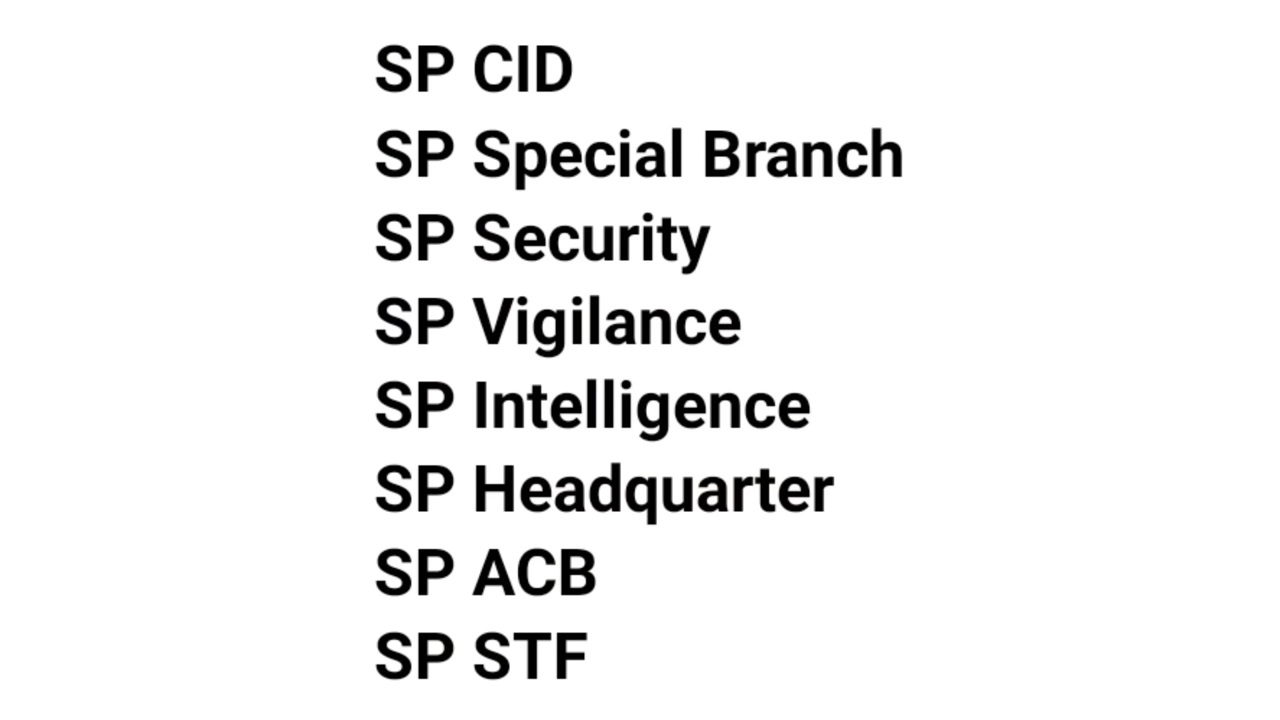 SP CID
SP Special Branch
SP Security
SP Vigilance
SP Intelligence
SP Headquarter
SP ACB
SP STF